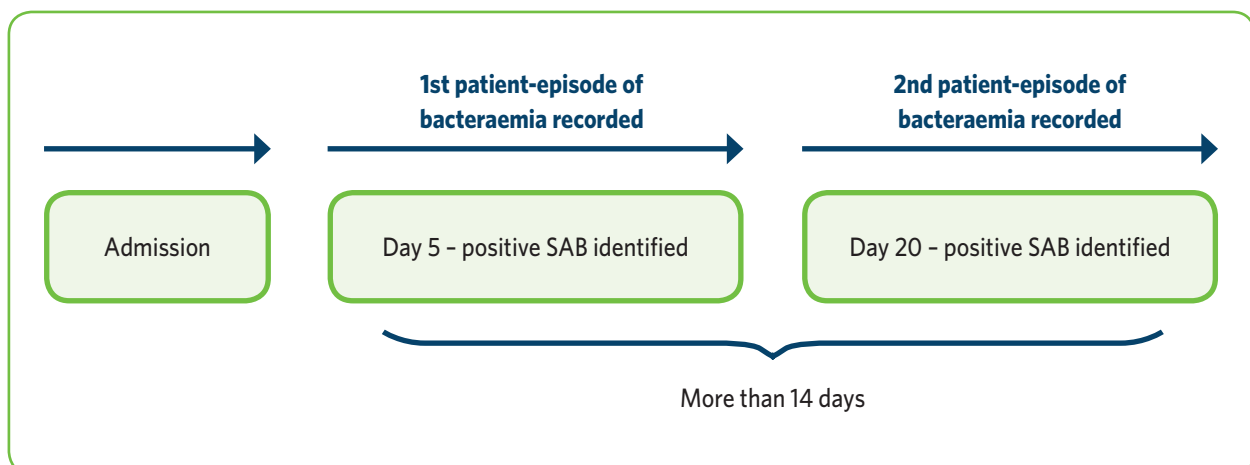 1st patient-episode of
bacteraemia recorded
2nd patient-episode of
bacteraemia recorded
Admission
Day 5 – positive SAB identified
Day 20 – positive SAB identified
More than 14 days